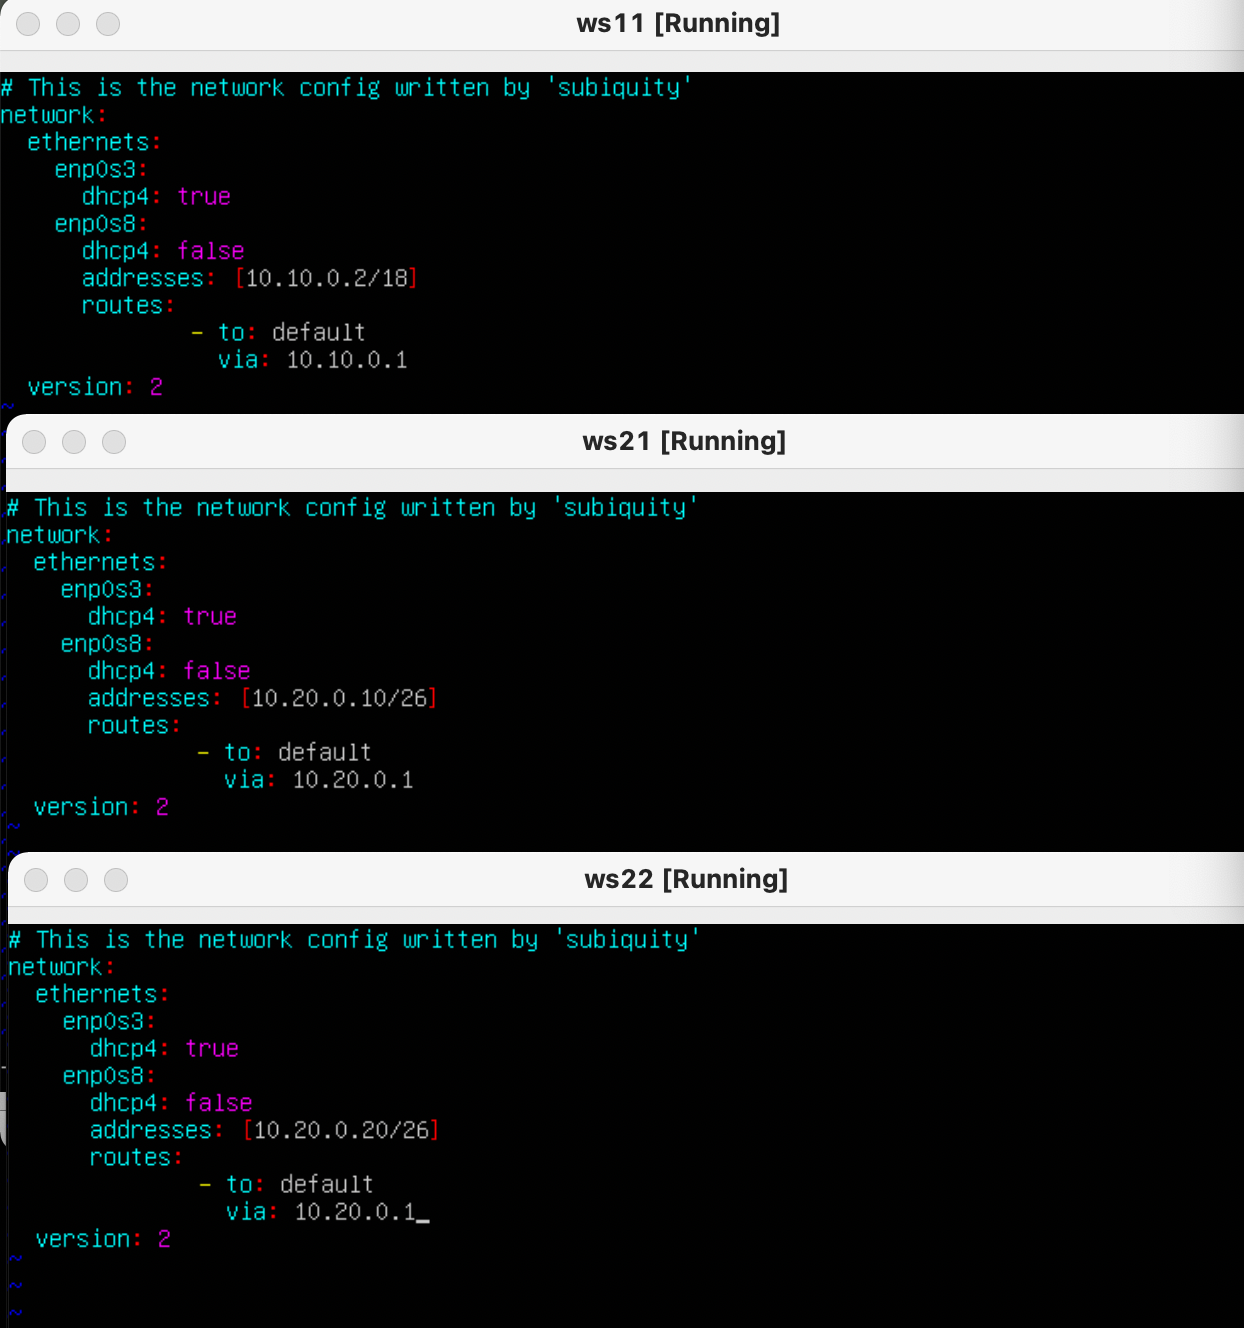 ws11 [Running]
# This is the network config written by 'subiquity'
network:
  ethernets:
    enp0s3:
      dhcp4: true
    enp0s8:
      dhcp4: false
      addresses: [10.10.0.2/18]
      routes:
              - to: default
                via: 10.10.0.1
  version: 2
~
ws21 [Running]
# This is the network config written by 'subiquity'
network:
  ethernets:
    enp0s3:
      dhcp4: true
    enp0s8:
      dhcp4: false
      addresses: [10.20.0.10/26]
      routes:
              - to: default
                via: 10.20.0.1
  version: 2
~
ws22 [Running]
# This is the network config written by 'subiquity'
network:
  ethernets:
    enp0s3:
      dhcp4: true
    enp0s8:
      dhcp4: false
      addresses: [10.20.0.20/26]
      routes:
              - to: default
                via: 10.20.0.1
  version: 2
~
~
~